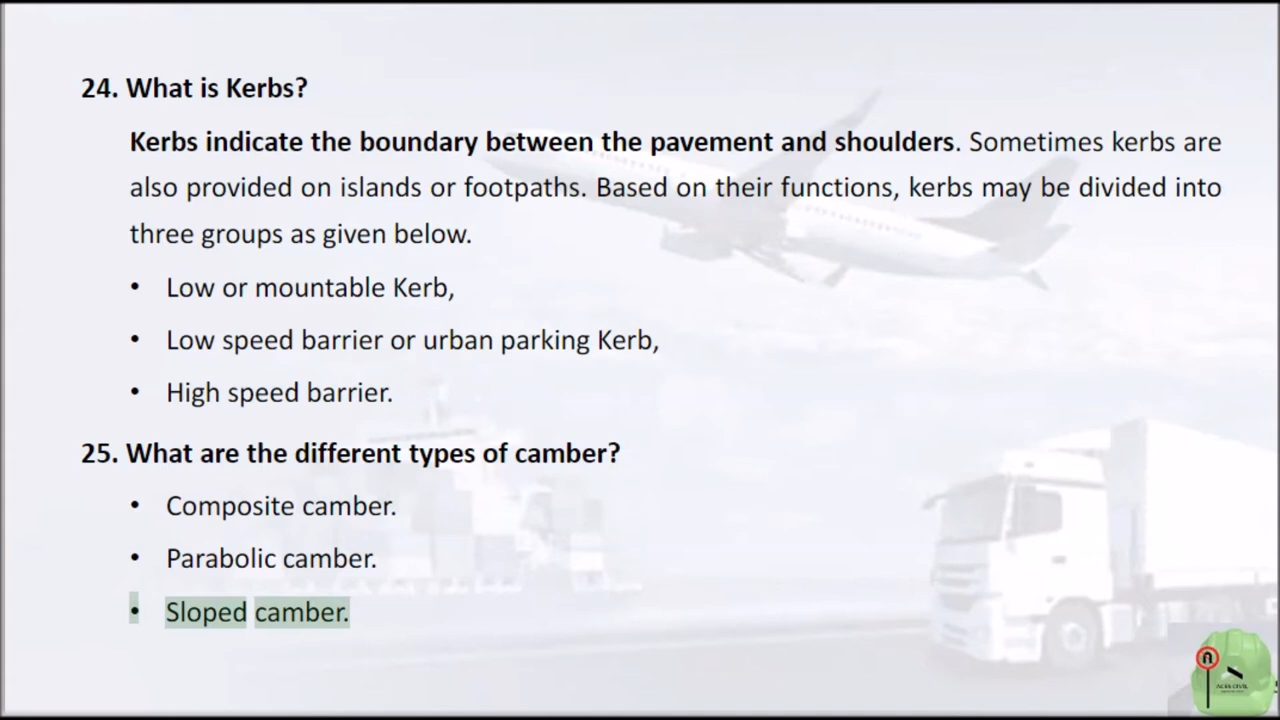 24. What is Kerbs?
Kerbs indicate the boundary between the pavement and shoulders. Sometimes kerbs are
also provided on islands or footpaths. Based on their functions, kerbs may be divided into
three groups as given below.
• Low or mountable Kerb,
• Low speed barrier or urban parking Kerb,
• High speed barrier.
25. What are the different types of camber?
• Composite camber.
• Parabolic camber.
• Sloped camber.